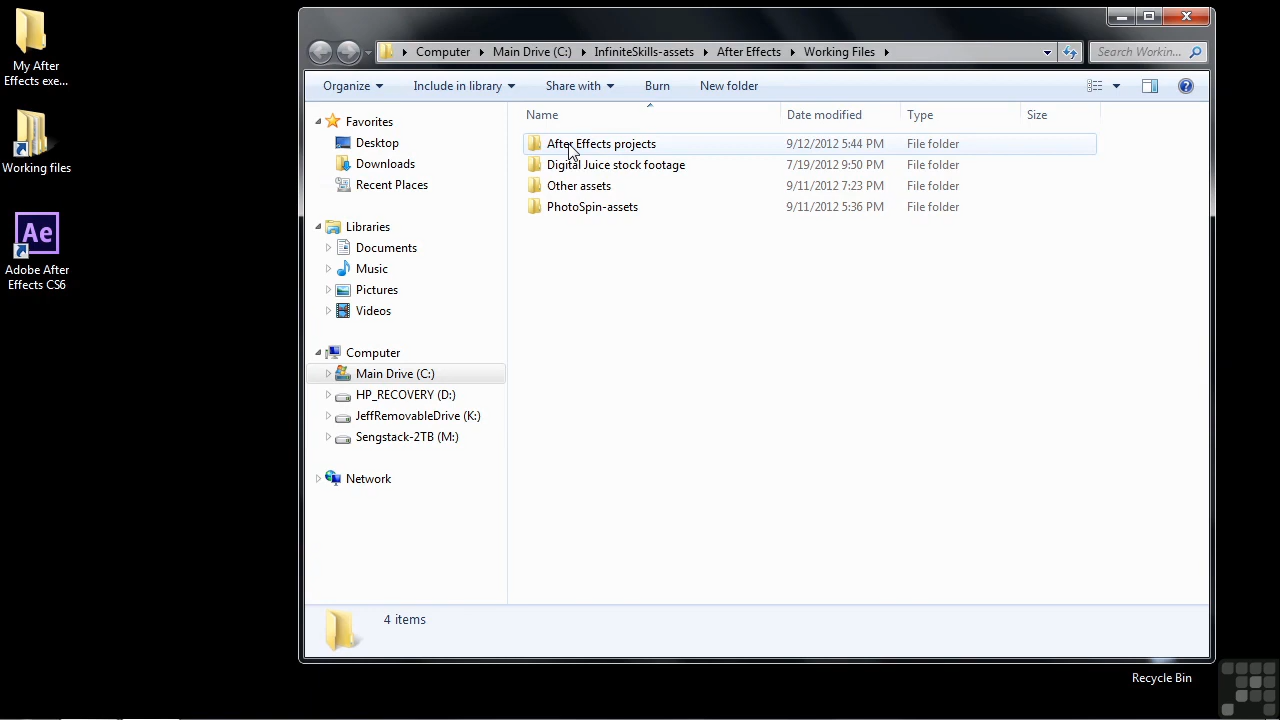 My After
Effects exe...
Working files
Ae
Adobe After
Effects CS6
Computer Main Drive (C:) InfiniteSkills-assets After Effects Working Files
Search Workin...
Organize Include in library Share with Burn New folder
Favorites
Desktop
Downloads
Recent Places
Libraries
Documents
Music
Pictures
Videos
Computer
Main Drive (C:)
HP_RECOVERY (D:)
JeffRemovableDrive (K:)
Sengstack-2TB (M:)
Network
Name Date modified Type Size
After Effects projects 9/12/2012 5:44 PM File folder
Digital Juice stock footage 7/19/2012 9:50 PM File folder
Other assets 9/11/2012 7:23 PM File folder
PhotoSpin-assets 9/11/2012 5:36 PM File folder
4 items
Recycle Bin